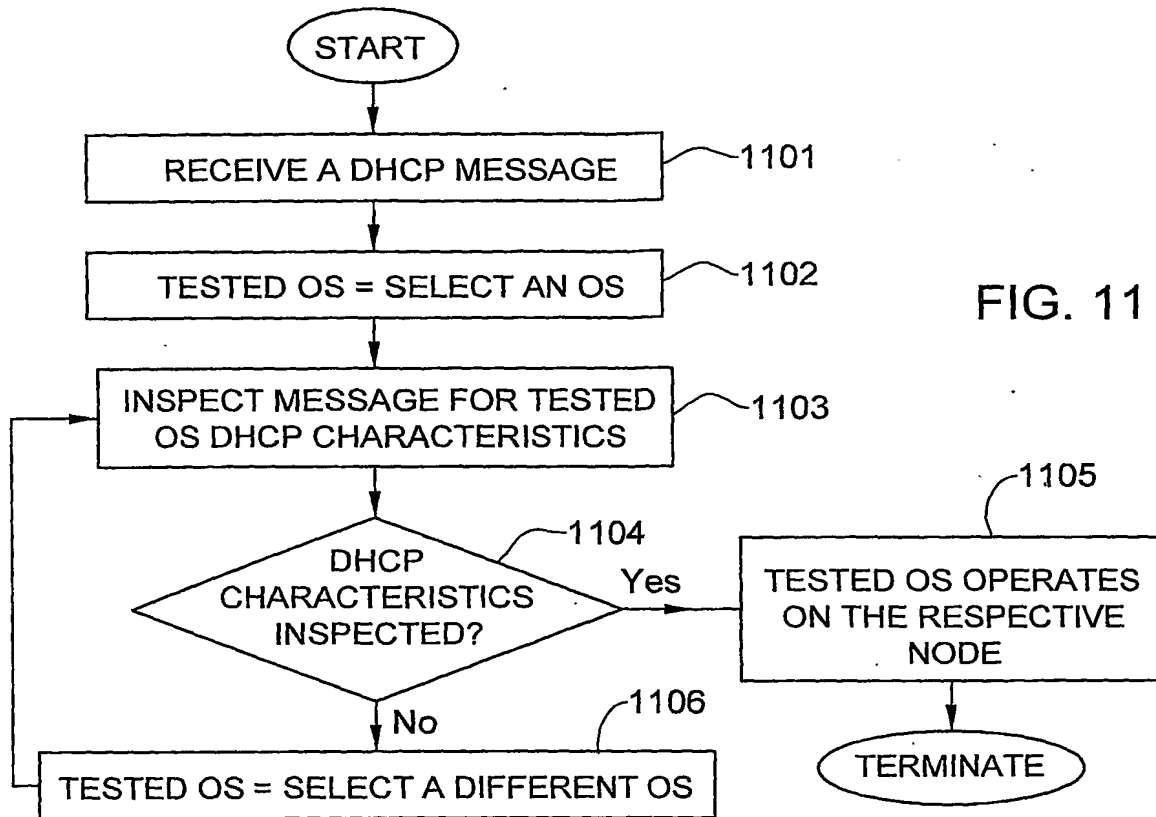 START
RECEIVE A DHCP MESSAGE
1101
TESTED OS = SELECT AN OS
1102
FIG. 11
INSPECT MESSAGE FOR TESTED
OS DHCP CHARACTERISTICS
1103
DHCP
CHARACTERISTICS
INSPECTED?
1104
Yes
1105
TESTED OS OPERATES
ON THE RESPECTIVE
NODE
No
1106
TESTED OS = SELECT A DIFFERENT OS
TERMINATE